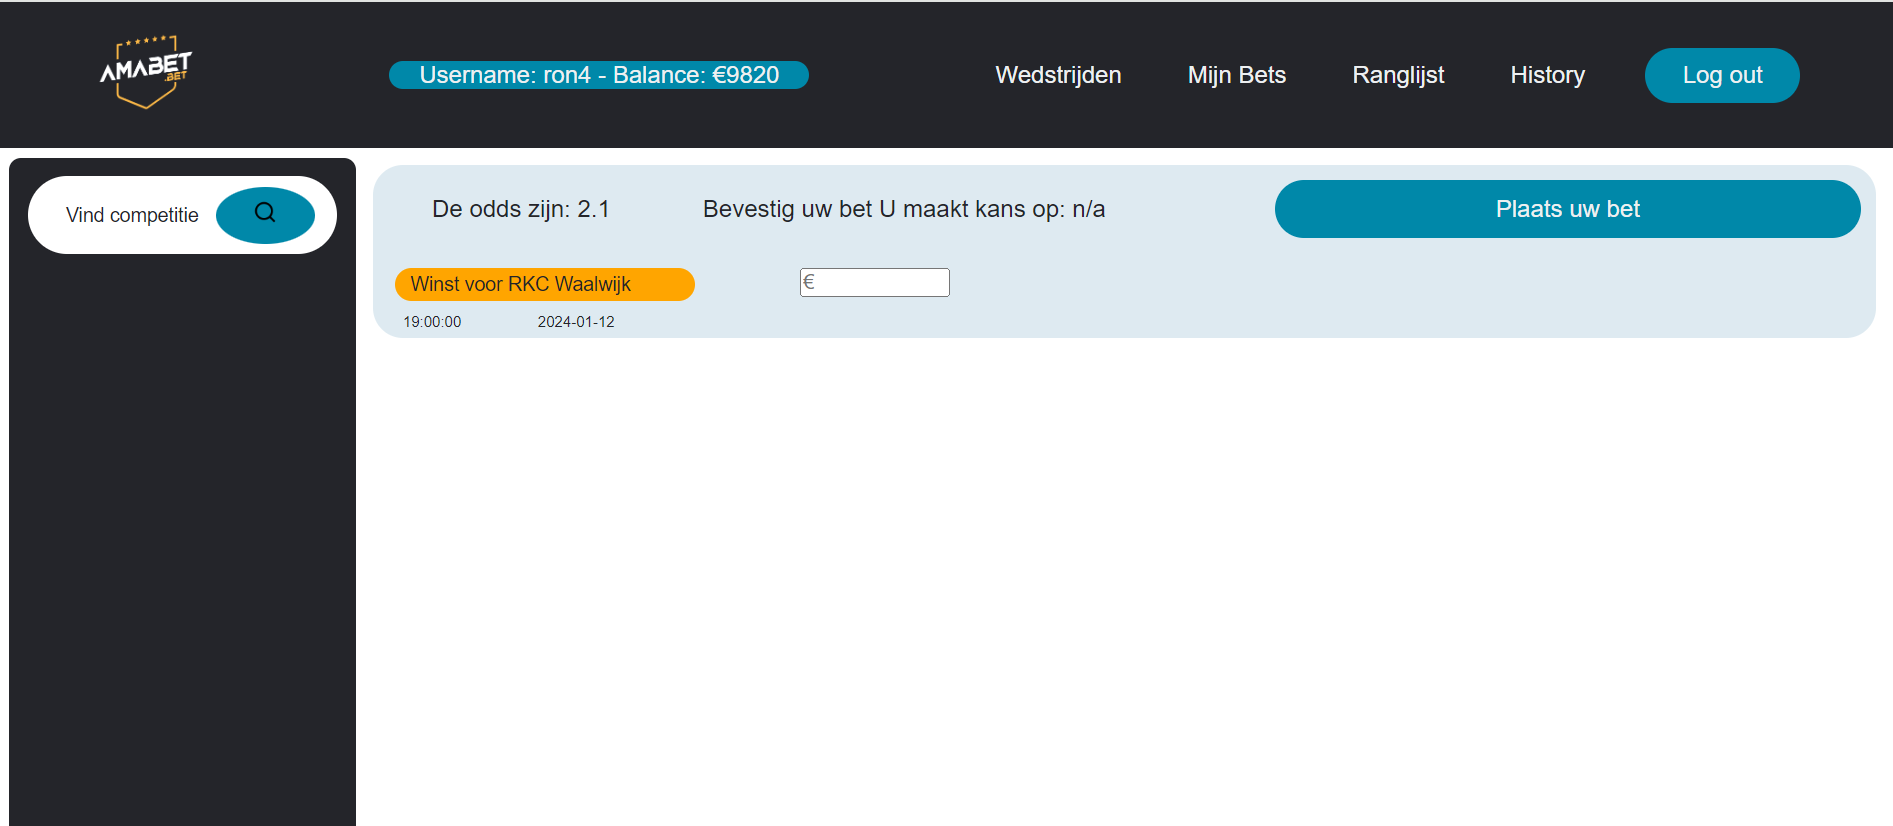 AMABET
.BET
Username: ron4 - Balance: €9820
Wedstrijden
Mijn Bets
Ranglijst
History
Log out
Vind competitie
De odds zijn: 2.1
Bevestig uw bet U maakt kans op: n/a
Plaats uw bet
Winst voor RKC Waalwijk
€
19:00:00
2024-01-12